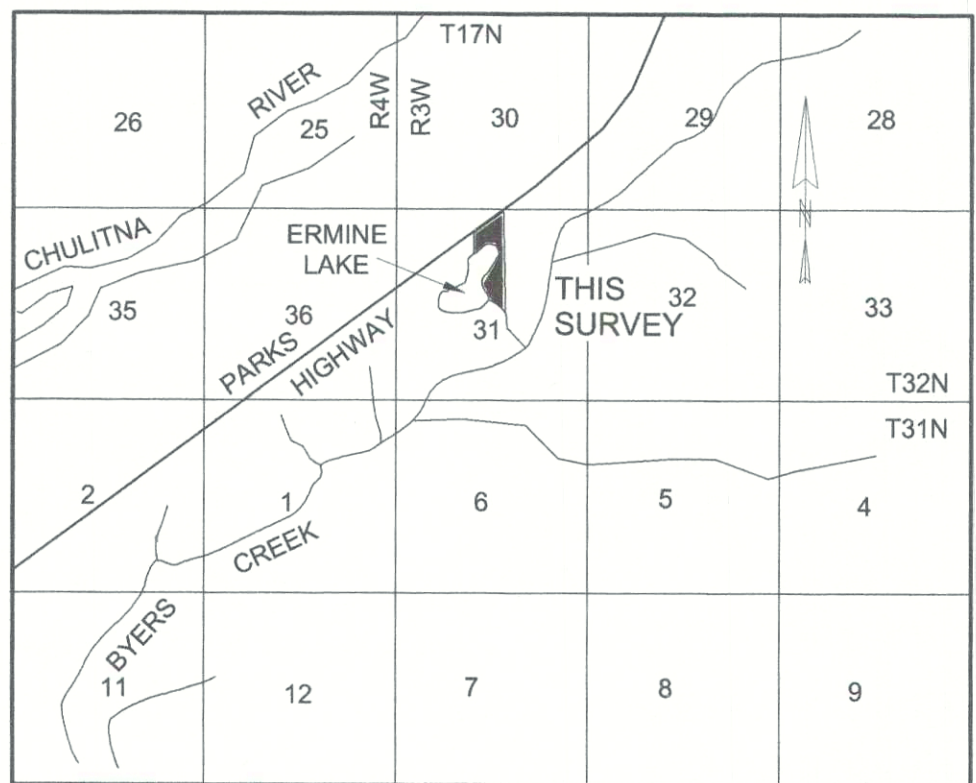 T17N
RIVER
R4W
R3W
26
25
30
29
28
CHULITNA
ERMINE
LAKE
N
35
36
31
THIS
SURVEY
32
33
PARKS
HIGHWAY
T32N
T31N
2
1
6
5
4
CREEK
BYERS
11
12
7
8
9